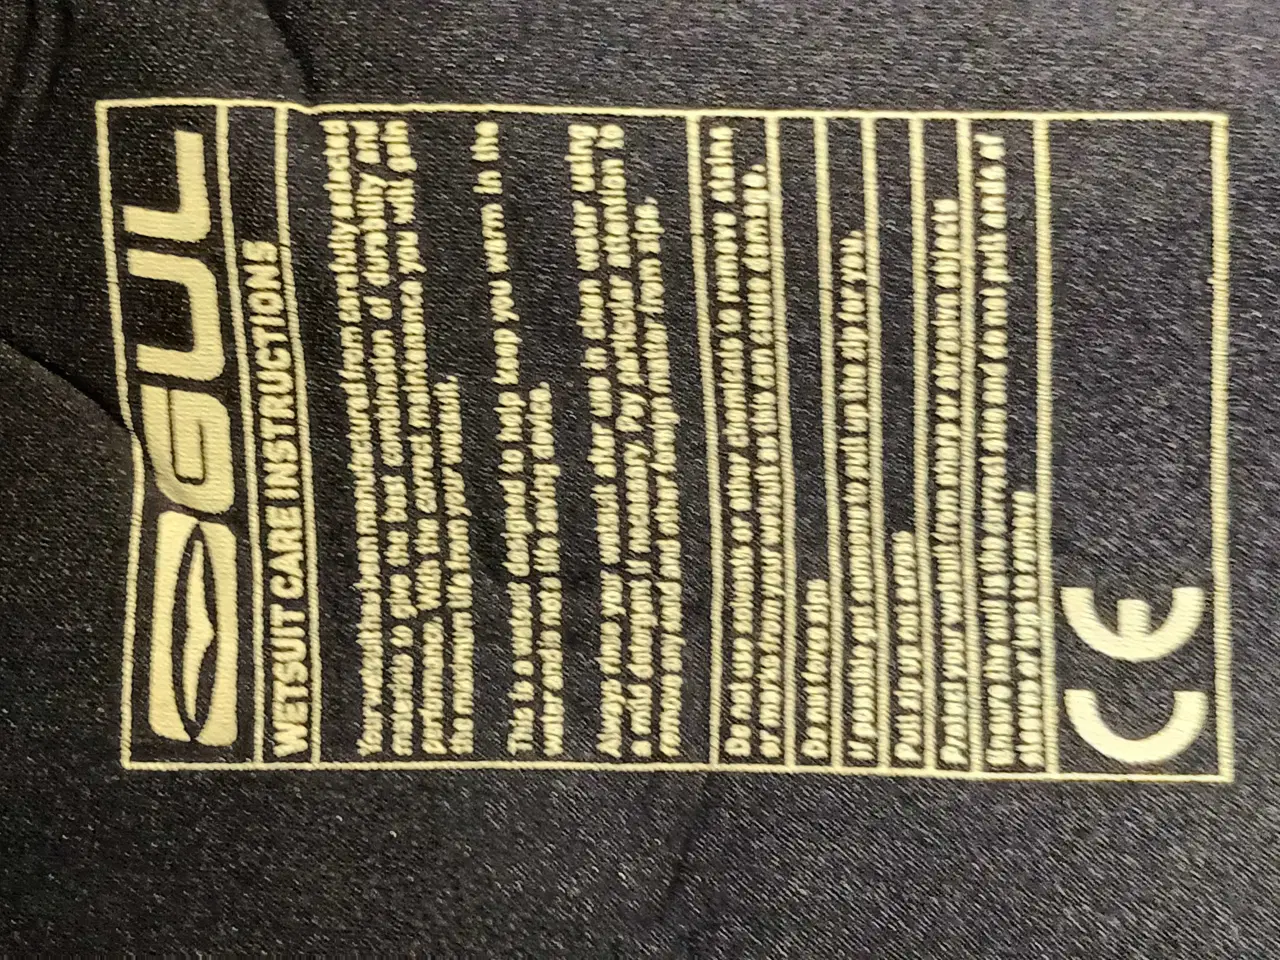 GUL
WETSUIT CARE INSTRUCTIONS
Your wetsuit has been manufactured from carefully selected
materials to give the best combination of durability and
performance. With the correct maintenance you will gain
the maximum life from your wetsuit.
This is a wetsuit designed to help keep you warm in the
water and is not a life saving device.
Always rinse your wetsuit after use in clean water using
a mild detergent if necessary. Pay particular attention to
remove any sand and other foreign matter from zips.
Do not use solvents or other chemicals to remove stains
or marks from your wetsuit as this can cause damage.
Do not force zips.
If possible get someone to pull up the zip for you.
Pull zip at
Protect your wetsuit from sharp or abrasive objects
Ensure the suit is the correct size and do not pull ends of
sleeves or legs to
CE